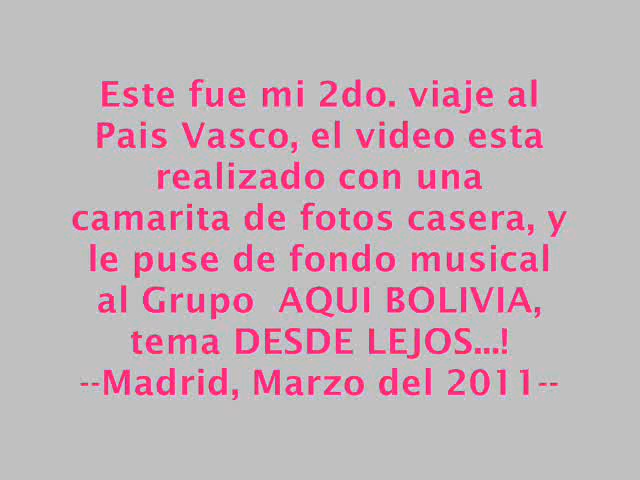 Este fue mi 2do. viaje al
Pais Vasco, el video esta
realizado con una
camarita de fotos casera, y
le puse de fondo musical
al Grupo  AQUI BOLIVIA,
tema DESDE LEJOS...!
--Madrid, Marzo del 2011--